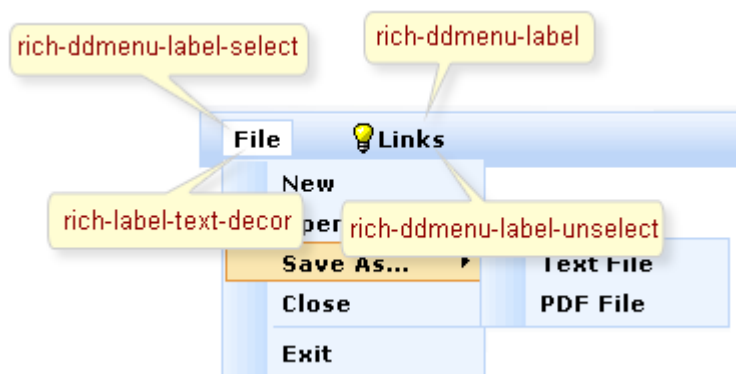 rich-ddmenu-label-select
rich-ddmenu-label
File
Links
New
rich-label-text-decor
rich-ddmenu-label-unselect
Save As...
Text File
Close
PDF File
Exit